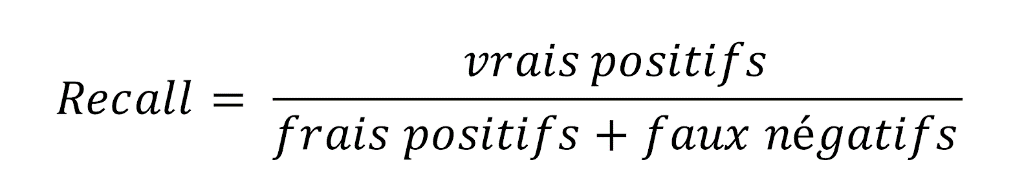 vrais positifs
Recall =
frais positifs + faux négatifs